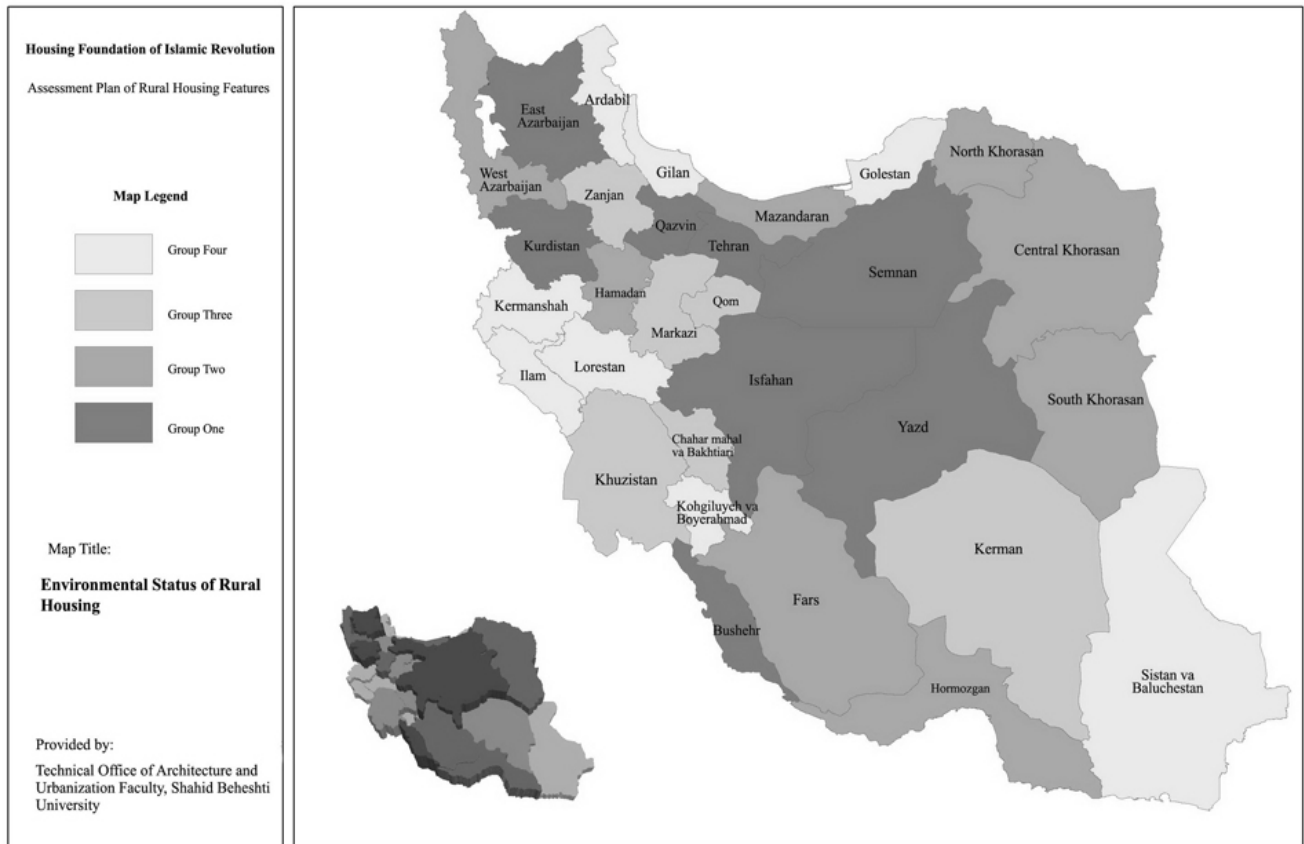 Housing Foundation of Islamic Revolution
Assessment Plan of Rural Housing Features
Map Legend
Group Four
Group Three
Group Two
Group One
Map Title:
Environmental Status of Rural
Housing
Provided by:
Technical Office of Architecture and
Urbanization Faculty, Shahid Beheshti
University
Ardabil
East
Azarbaijan
West
Azarbaijan
Zanjan
Gilan
Golestan
North Khorasan
Mazandaran
Qazvin
Tehran
Kurdistan
Semnan
Central Khorasan
Hamadan
Qom
Kermanshah
Markazi
Lorestan
Ilam
Isfahan
Yazd
South Khorasan
Chahar mahal
va Bakhtiari
Khuzistan
Kohgiluyeh va
Boyerahmad
Kerman
Fars
Bushehr
Hormozgan
Sistan va
Baluchestan